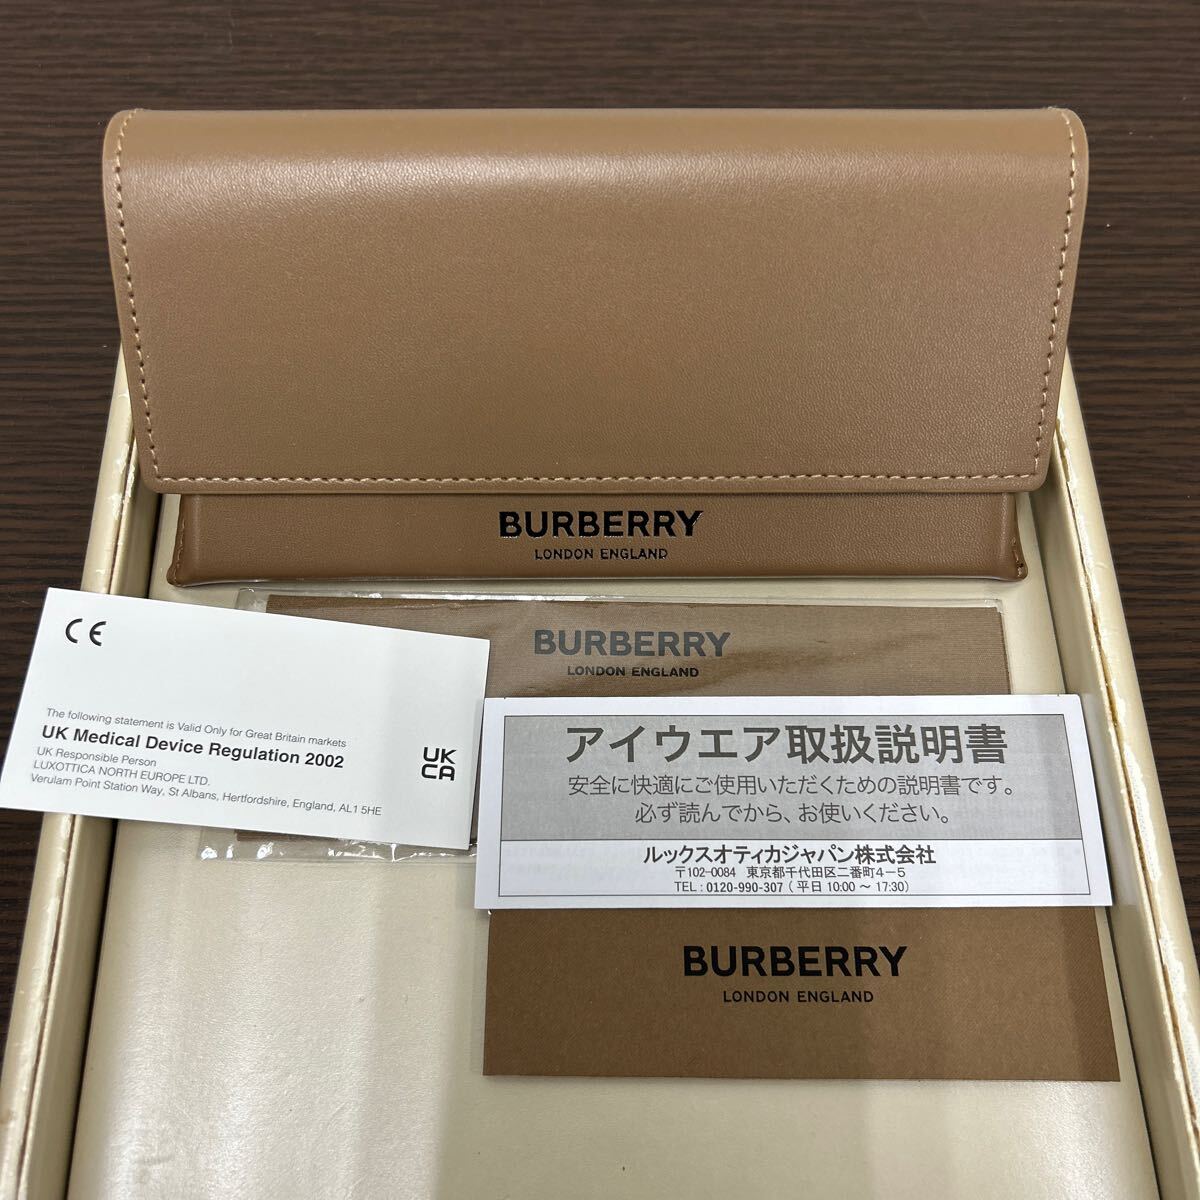 BURBERRY
LONDON ENGLAND
BURBERRY
LONDON ENGLAND
CE
The following statement is Valid Only for Great Britain markets
UK Medical Device Regulation 2002
UK Responsible Person
LUXOTTICA NORTH EUROPE LTD.
Verulam Point Station Way, St Albans, Hertfordshire, England, AL1 5HE
UK
CA
アイウエア取扱説明書
安全に快適にご使用いただくための説明書です。
必ず読んでから、お使いください。
ルックスオティカジャパン株式会社
〒102-0084 東京都千代田区二番町4−5
TEL : 0120-990-307 ( 平日 10:00 ～ 17:30)
BURBERRY
LONDON ENGLAND